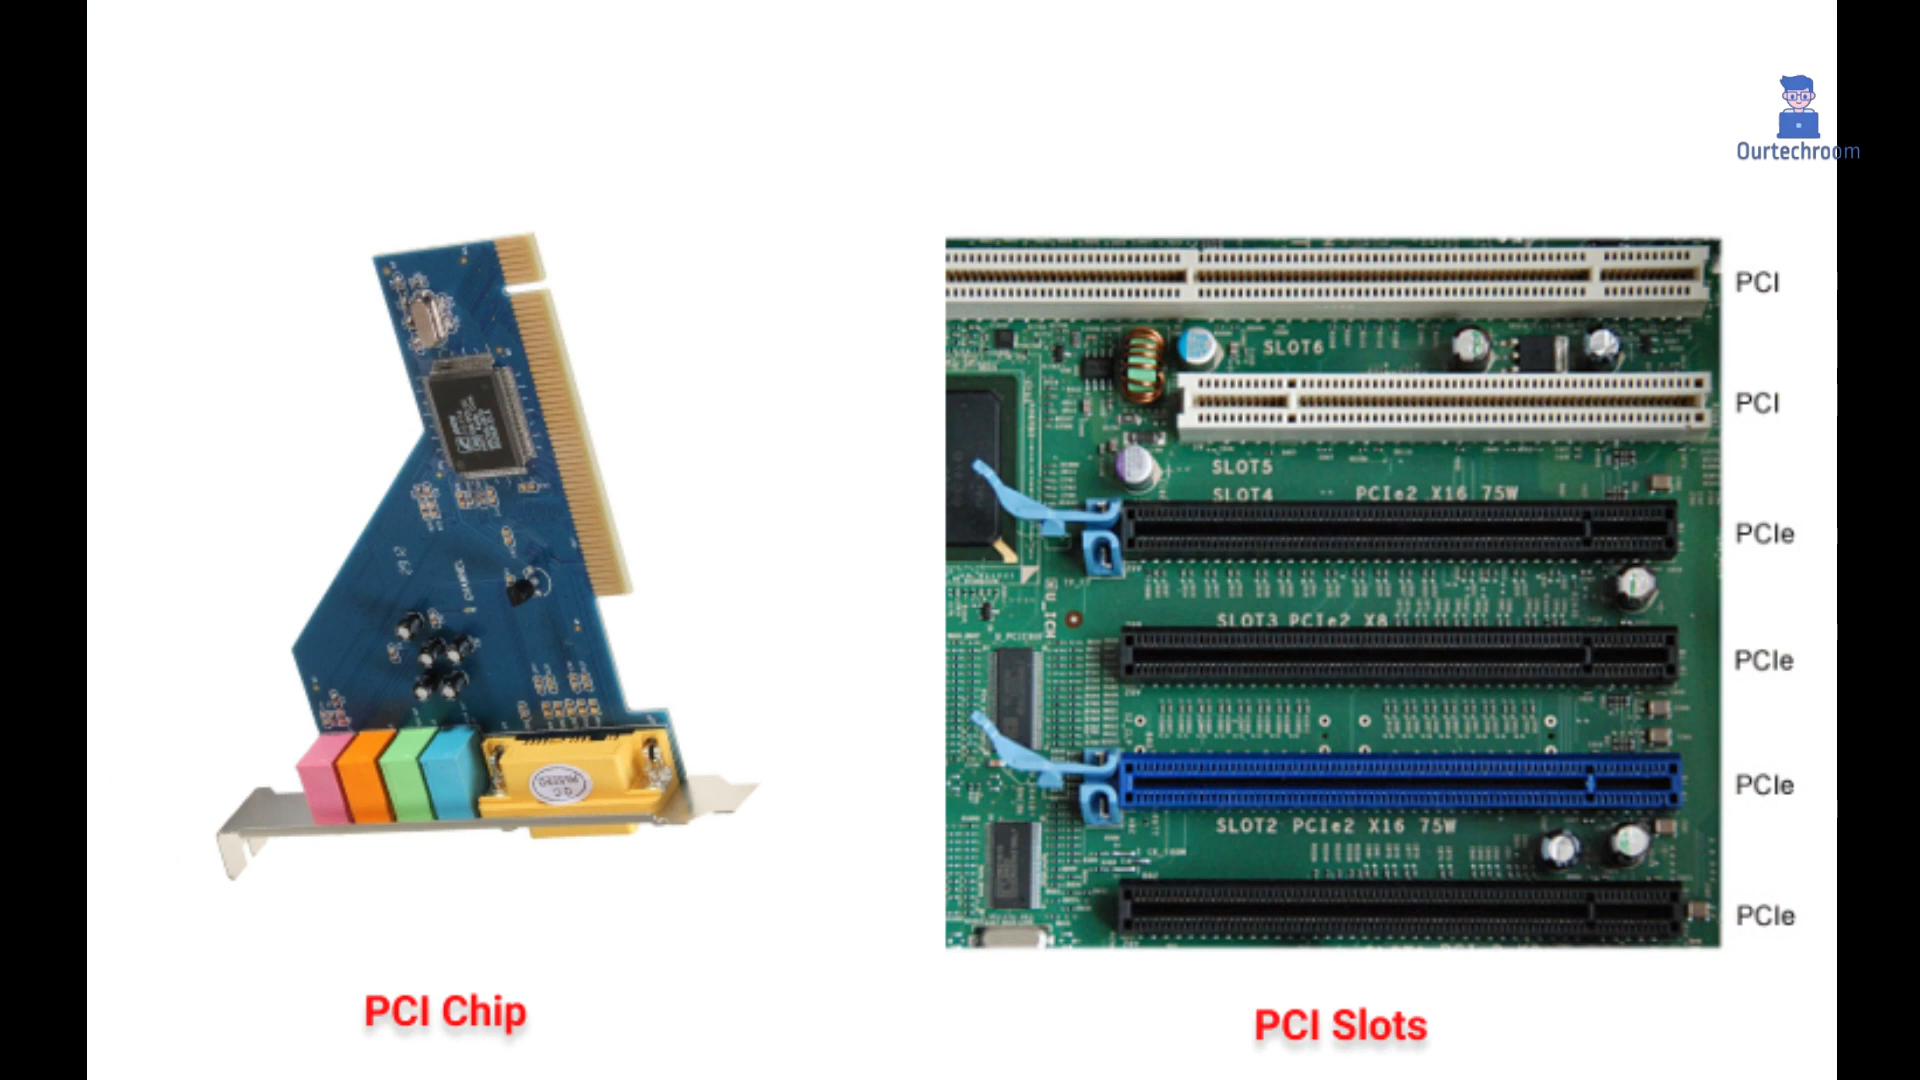 Ourtechroom
PCI
SLOT6
PCI
SLOT5
SLOT4 PCIe2 X16 75W
PCIe
SLOT3 PCIe2 X8
PCIe
PCIe
SLOT2 PCIe2 X16 75W
PCIe
CHANNEL
PCI Chip
PCI Slots